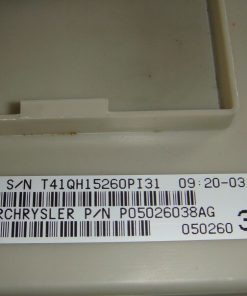 S/N T41QH15260PI31 09:20-03
RCHRYSLER P/N P05026038AG
050260 3